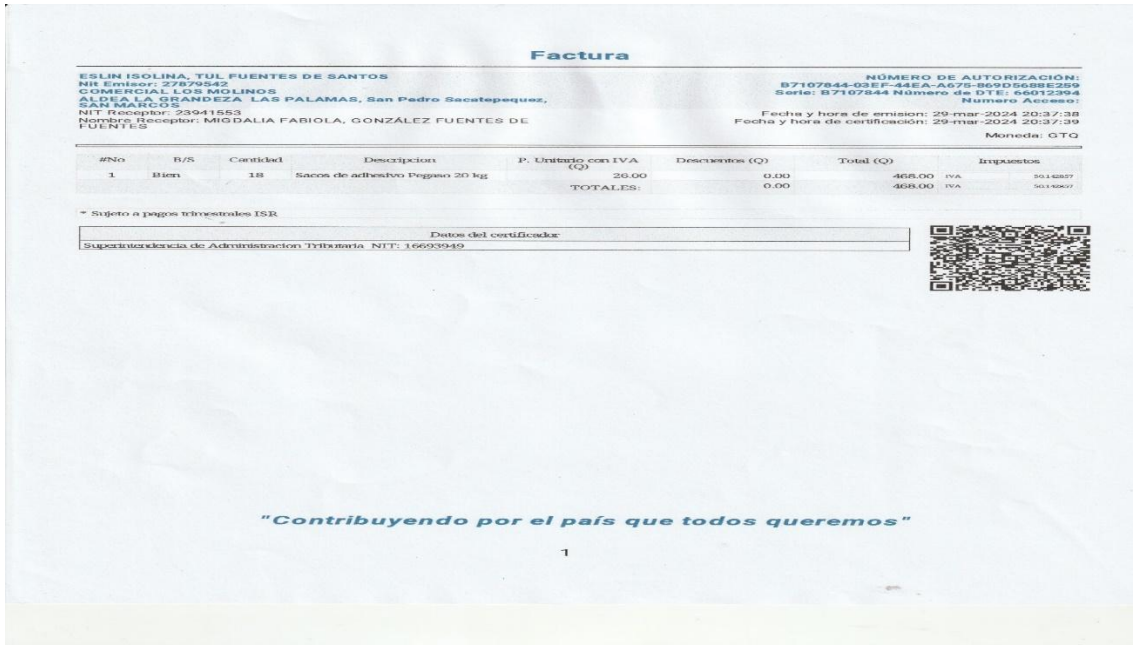 Factura
ESLIN ISOLINA, TUL FUENTES DE SANTOS
Nit Emisor: 27879542
COMERCIAL LOS MOLINOS
ALDEA LA GRANDEZA LAS PALAMAS, San Pedro Sacatepequez,
SAN MARCOS
NIT Receptor: 23941553
Nombre Receptor: MIGDALIA FABIOLA, GONZÁLEZ FUENTES DE
FUENTES
NÚMERO DE AUTORIZACIÓN:
B7107844-03EF-44EA-A675-869D5688E259
Serie: B7107844 Número de DTE: 66012394
Numero Acceso:
Fecha y hora de emision: 29-mar-2024 20:37:38
Fecha y hora de certificación: 29-mar-2024 20:37:39
Moneda: GTQ
#No B/S Cantidad Descripcion P. Unitario con IVA (Q) Descuentos (Q) Total (Q) Impuestos
1 Bien 18 Sacos de adhesivo Pegaso 20 kg 26.00 0.00 468.00 IVA 50.142857
TOTALES: 0.00 468.00 IVA 50.142857
* Sujeto a pagos trimestrales ISR
Datos del certificador
Superintendencia de Administracion Tributaria NIT: 16693949
"Contribuyendo por el país que todos queremos"
1